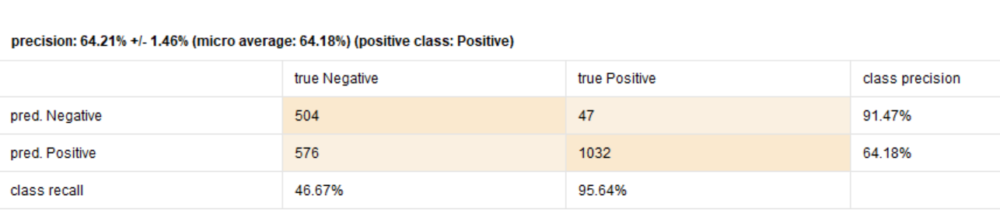 precision: 64.21% +/- 1.46% (micro average: 64.18%) (positive class: Positive)
true Negative true Positive class precision
pred. Negative 504 47 91.47%
pred. Positive 576 1032 64.18%
class recall 46.67% 95.64%